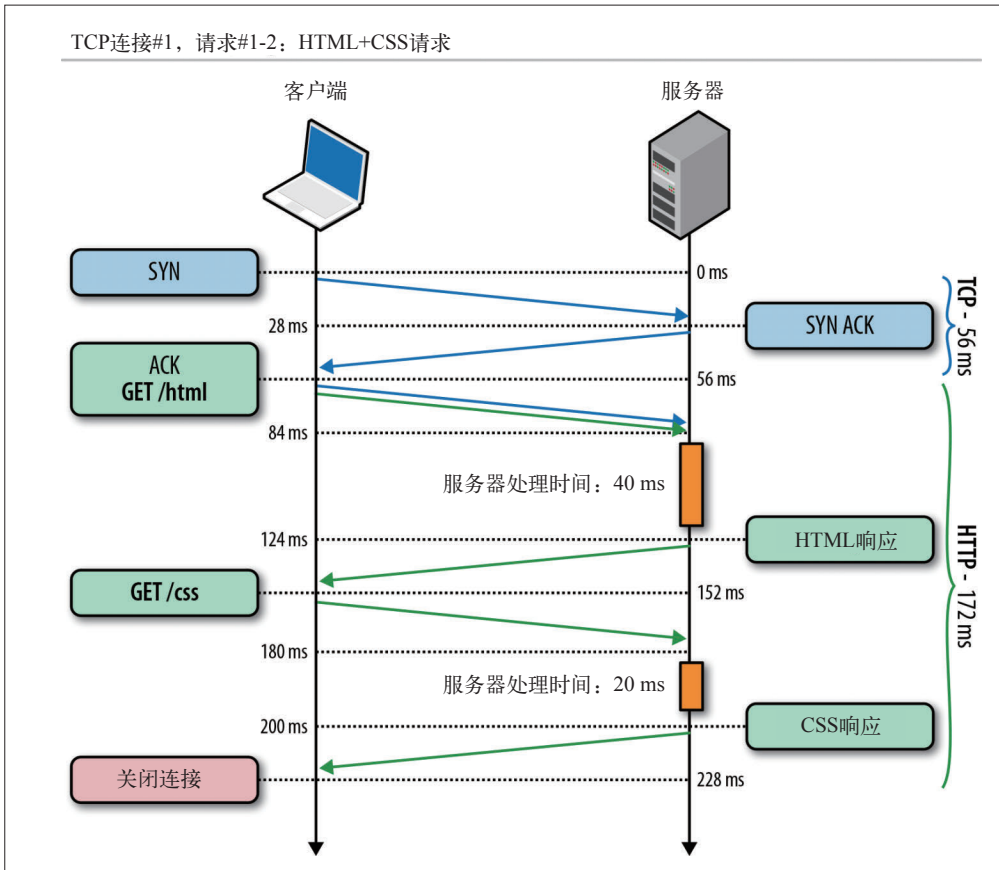 TCP连接#1，请求#1-2：HTML+CSS请求
客户端
服务器
SYN
0 ms
28 ms
SYN ACK
TCP - 56 ms
ACK
GET /html
56 ms
84 ms
服务器处理时间：40 ms
124 ms
HTML响应
HTTP - 172 ms
GET /css
152 ms
180 ms
服务器处理时间：20 ms
200 ms
CSS响应
关闭连接
228 ms